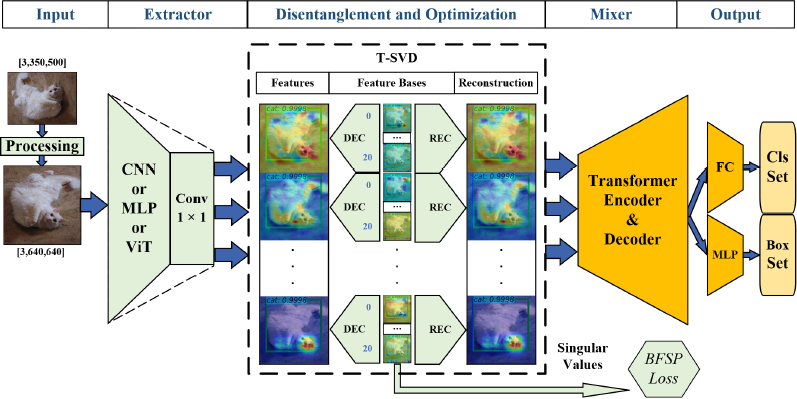 Input
Extractor
Disentanglement and Optimization
Mixer
Output
[3,350,500]
Processing
[3,640,640]
CNN
or
MLP
or
ViT
Conv
1 × 1
T-SVD
Features
Feature Bases
Reconstruction
cat: 0.9998
DEC
0
20
...
REC
cat: 0.9998
cat: 0.9998
DEC
0
20
...
REC
cat: 0.9998
cat: 0.9998
DEC
0
20
...
REC
cat: 0.9998
Transformer
Encoder
&
Decoder
FC
Cls
Set
MLP
Box
Set
Singular
Values
BFSP
Loss